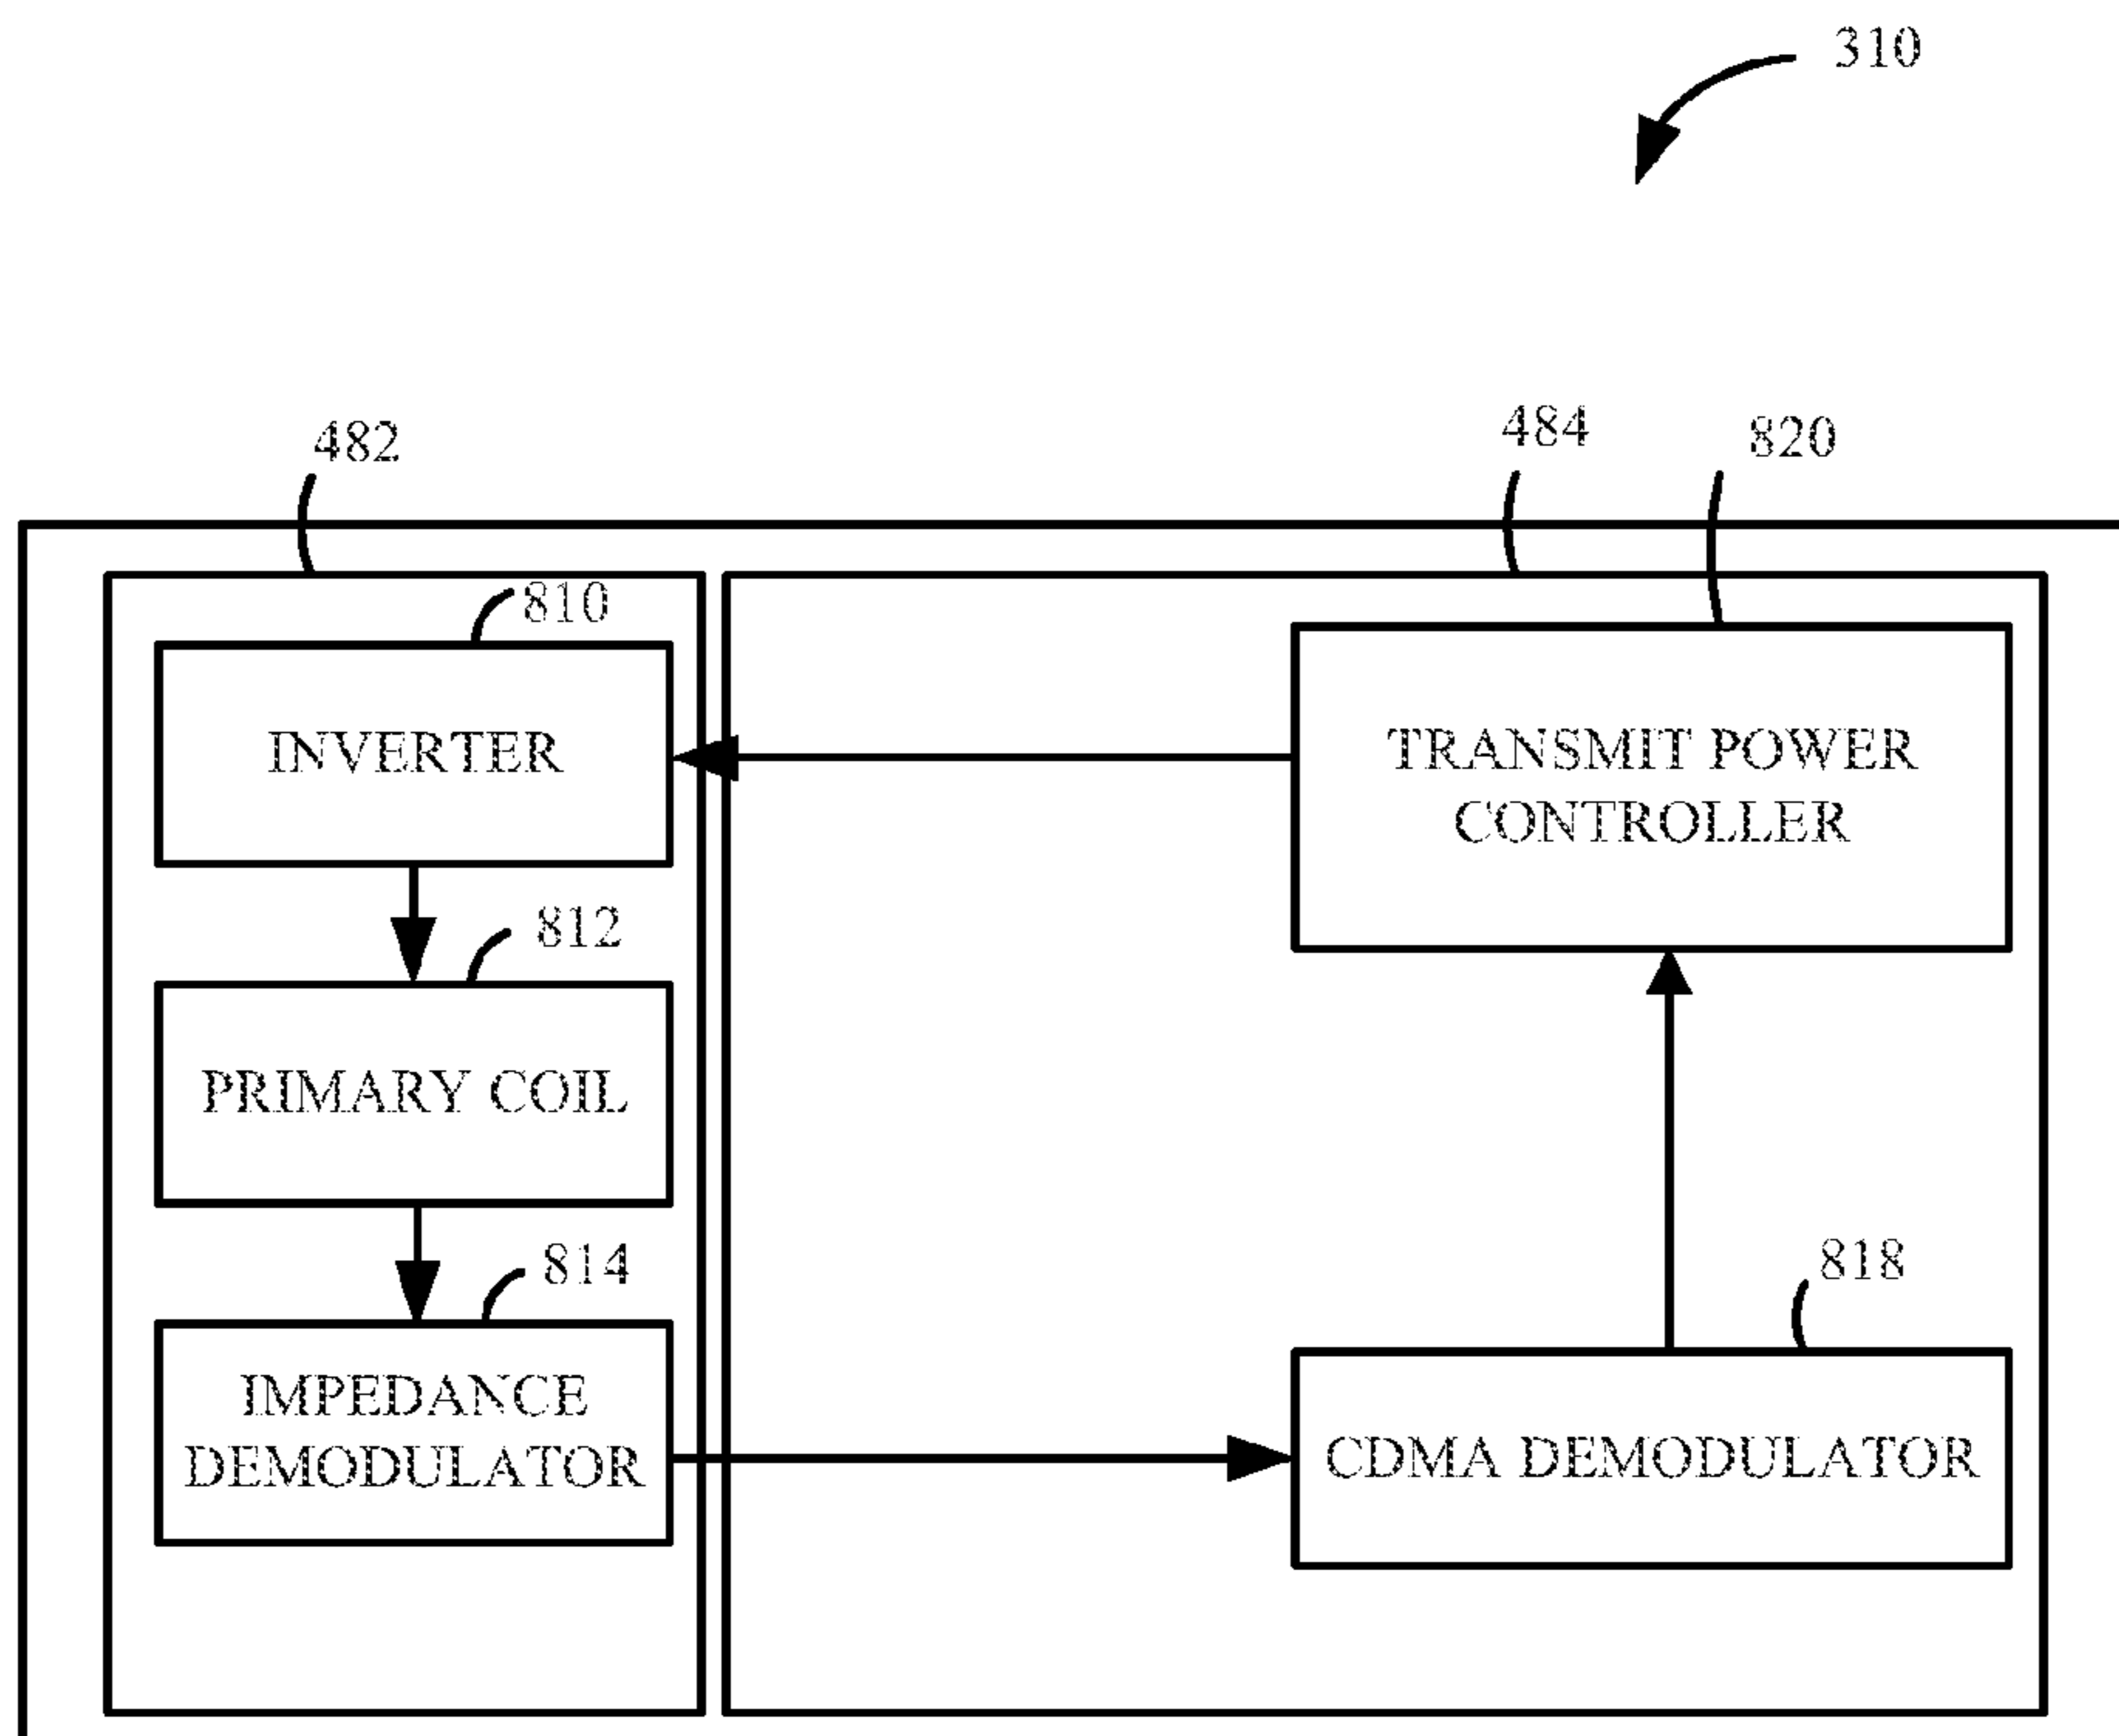 310
482
484
820
810
INVERTER
TRANSMIT POWER
CONTROLLER
812
PRIMARY COIL
814
818
IMPEDANCE
DEMODULATOR
CDMA DEMODULATOR